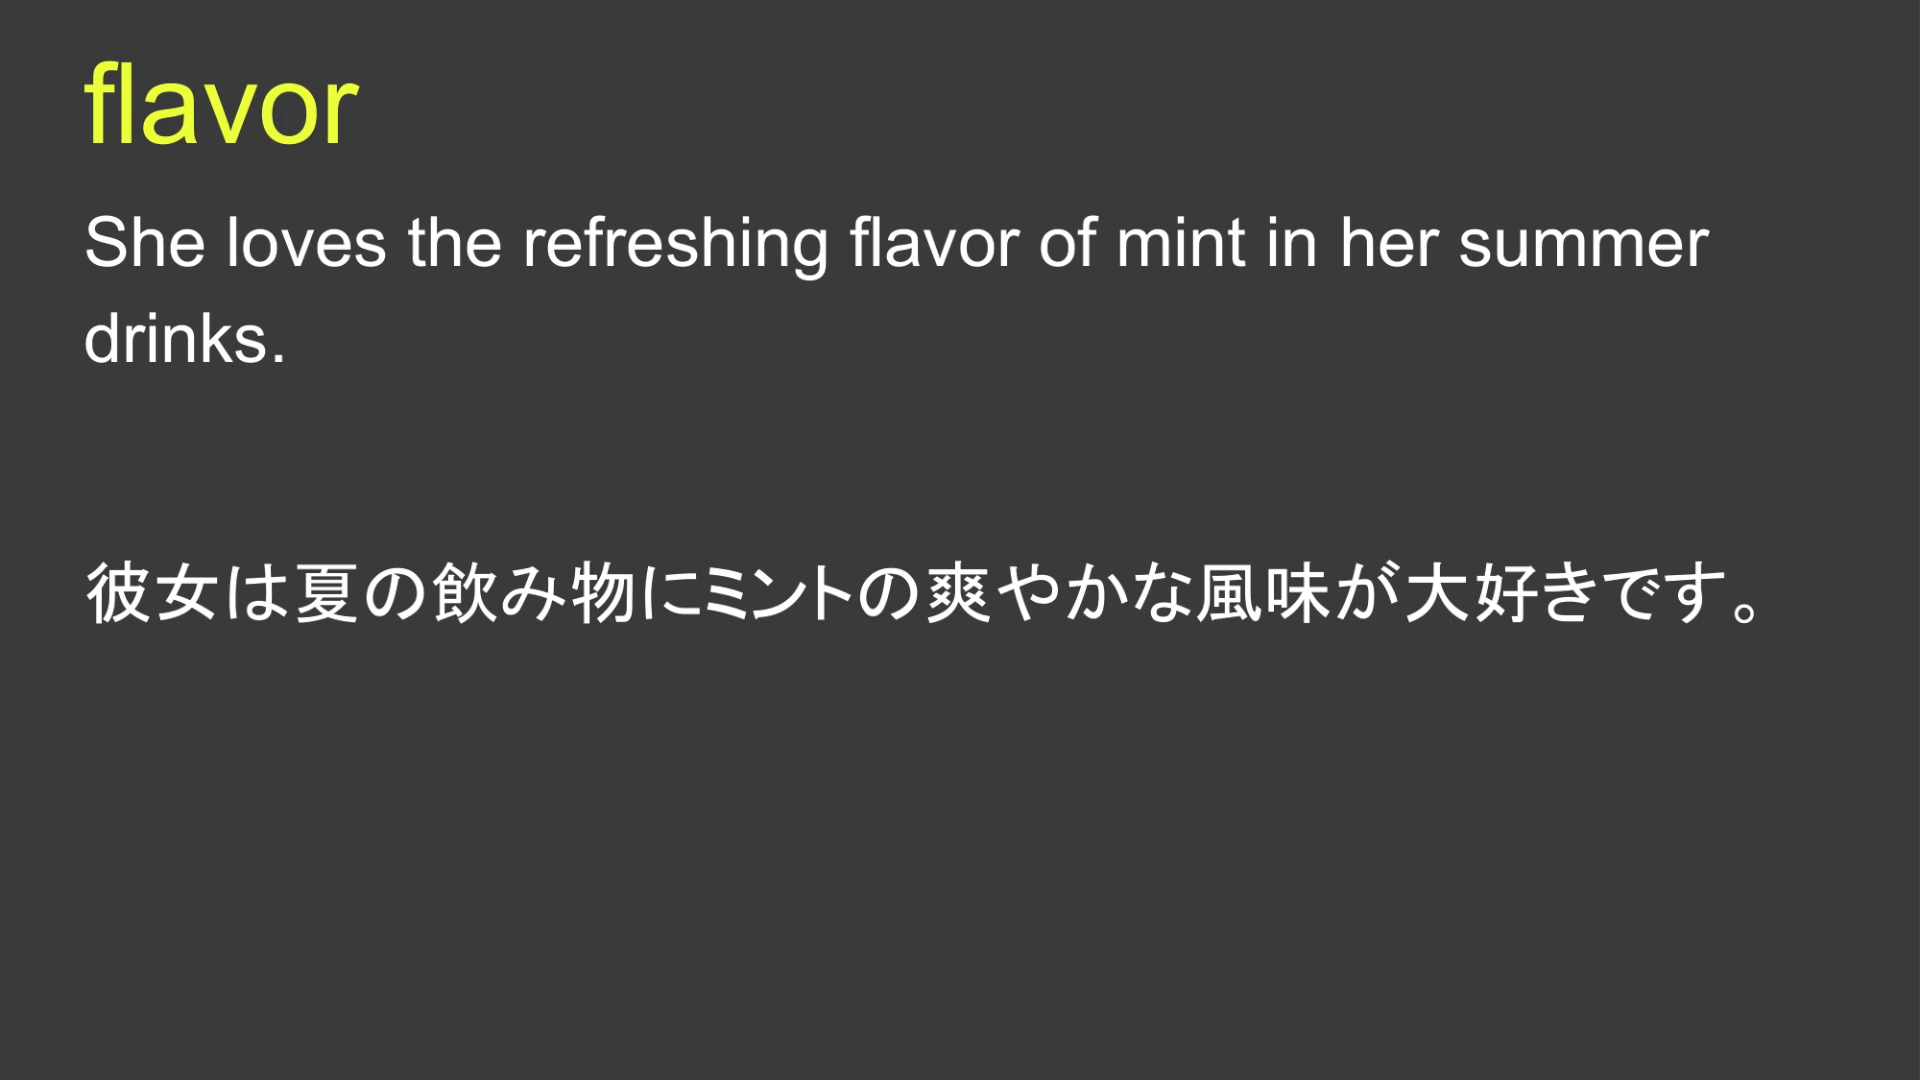 flavor
She loves the refreshing flavor of mint in her summer
drinks.
彼女は夏の飲み物にミントの爽やかな風味が大好きです。